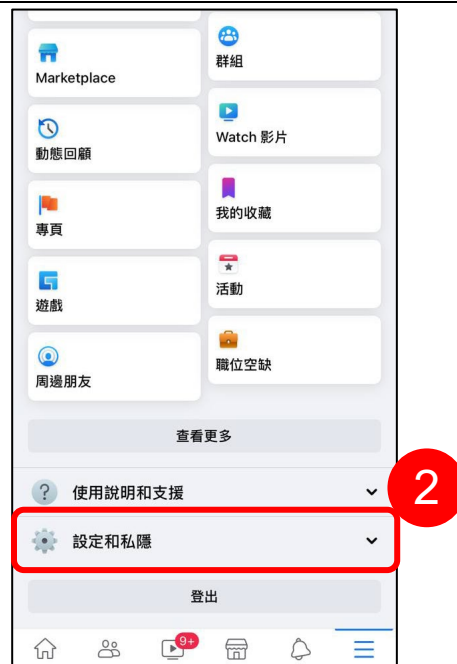 群組
Marketplace
Watch 影片
動態回顧
我的收藏
專頁
活動
遊戲
職位空缺
周邊朋友
查看更多
? 使用說明和支援
2
設定和私隱
登出
9+